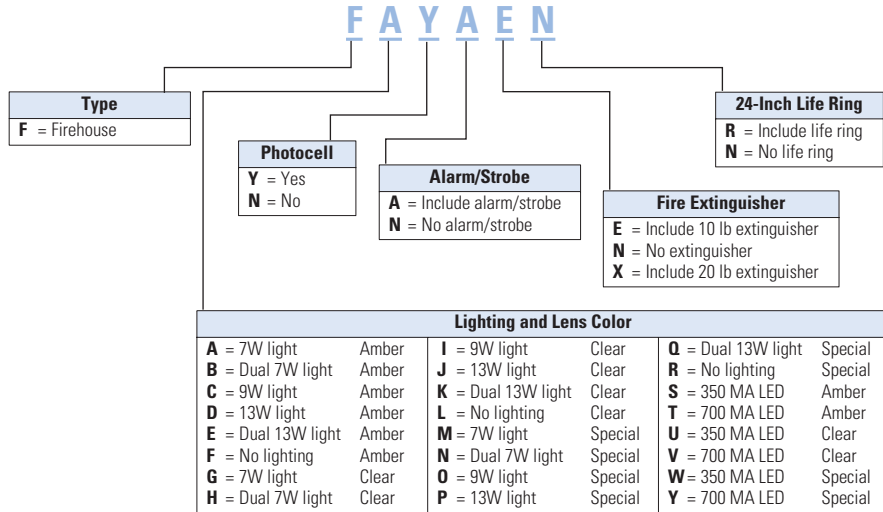 F A Y A E N
Type
F = Firehouse
Photocell
Y = Yes
N = No
Alarm/Strobe
A = Include alarm/strobe
N = No alarm/strobe
24-Inch Life Ring
R = Include life ring
N = No life ring
Fire Extinguisher
E = Include 10 lb extinguisher
N = No extinguisher
X = Include 20 lb extinguisher
Lighting and Lens Color
A = 7W light Amber
B = Dual 7W light Amber
C = 9W light Amber
D = 13W light Amber
E = Dual 13W light Amber
F = No lighting Amber
G = 7W light Clear
H = Dual 7W light Clear
I = 9W light Clear
J = 13W light Clear
K = Dual 13W light Clear
L = No lighting Clear
M = 7W light Special
N = Dual 7W light Special
O = 9W light Special
P = 13W light Special
Q = Dual 13W light Special
R = No lighting Special
S = 350 MA LED Amber
T = 700 MA LED Amber
U = 350 MA LED Clear
V = 700 MA LED Clear
W = 350 MA LED Special
Y = 700 MA LED Special